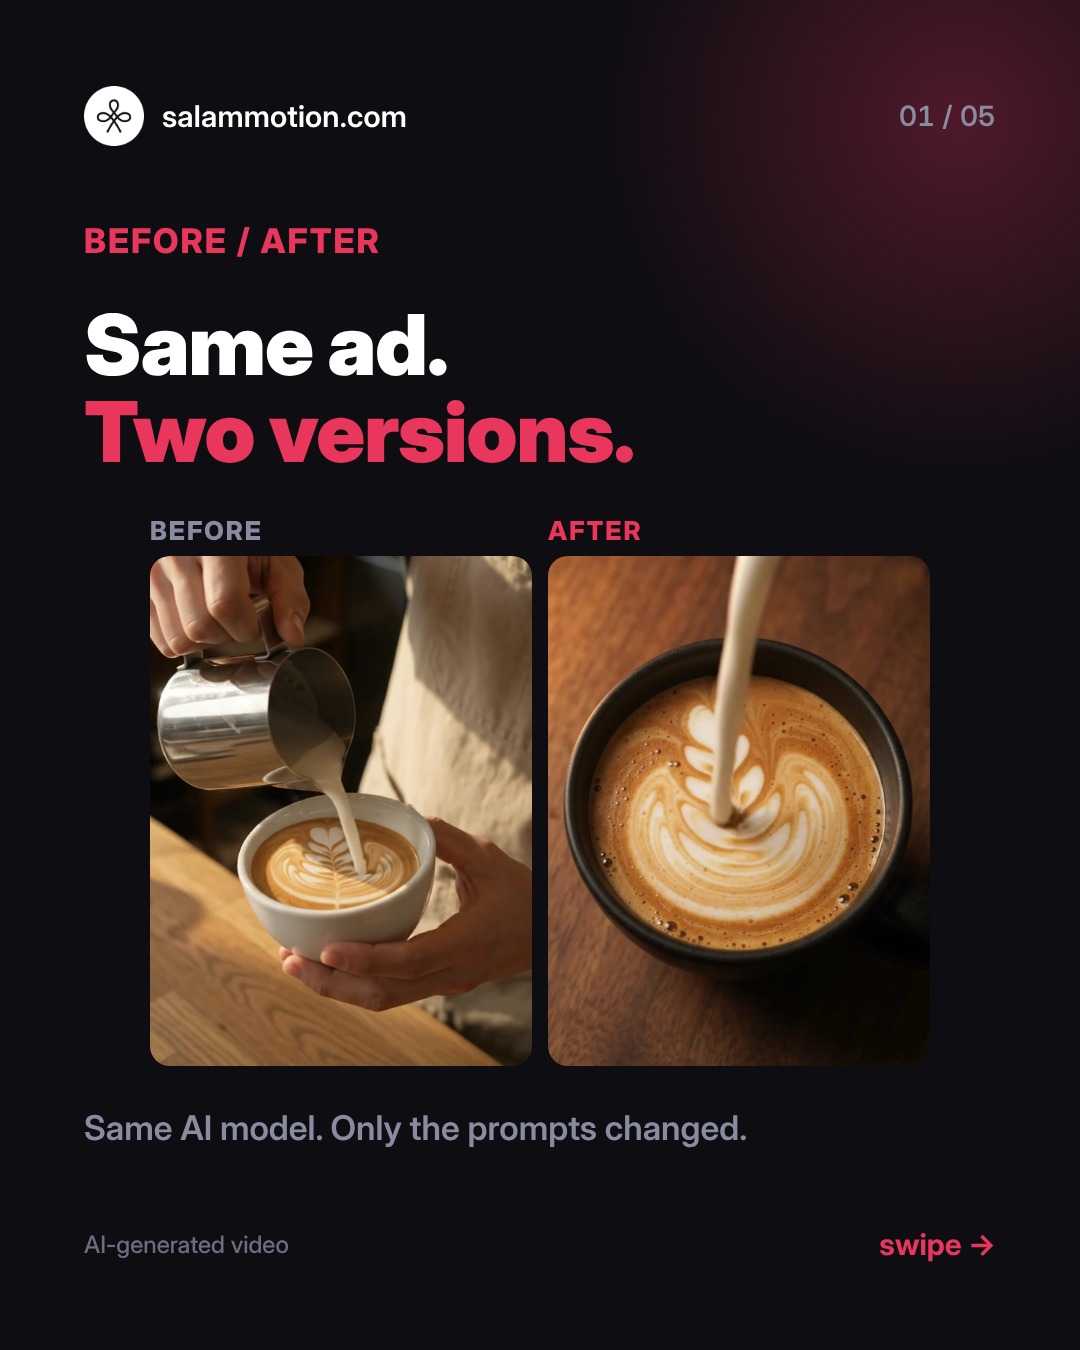 salammotion.com
01 / 05
BEFORE / AFTER
Same ad.
Two versions.
BEFORE
AFTER
Same AI model. Only the prompts changed.
AI-generated video
swipe →